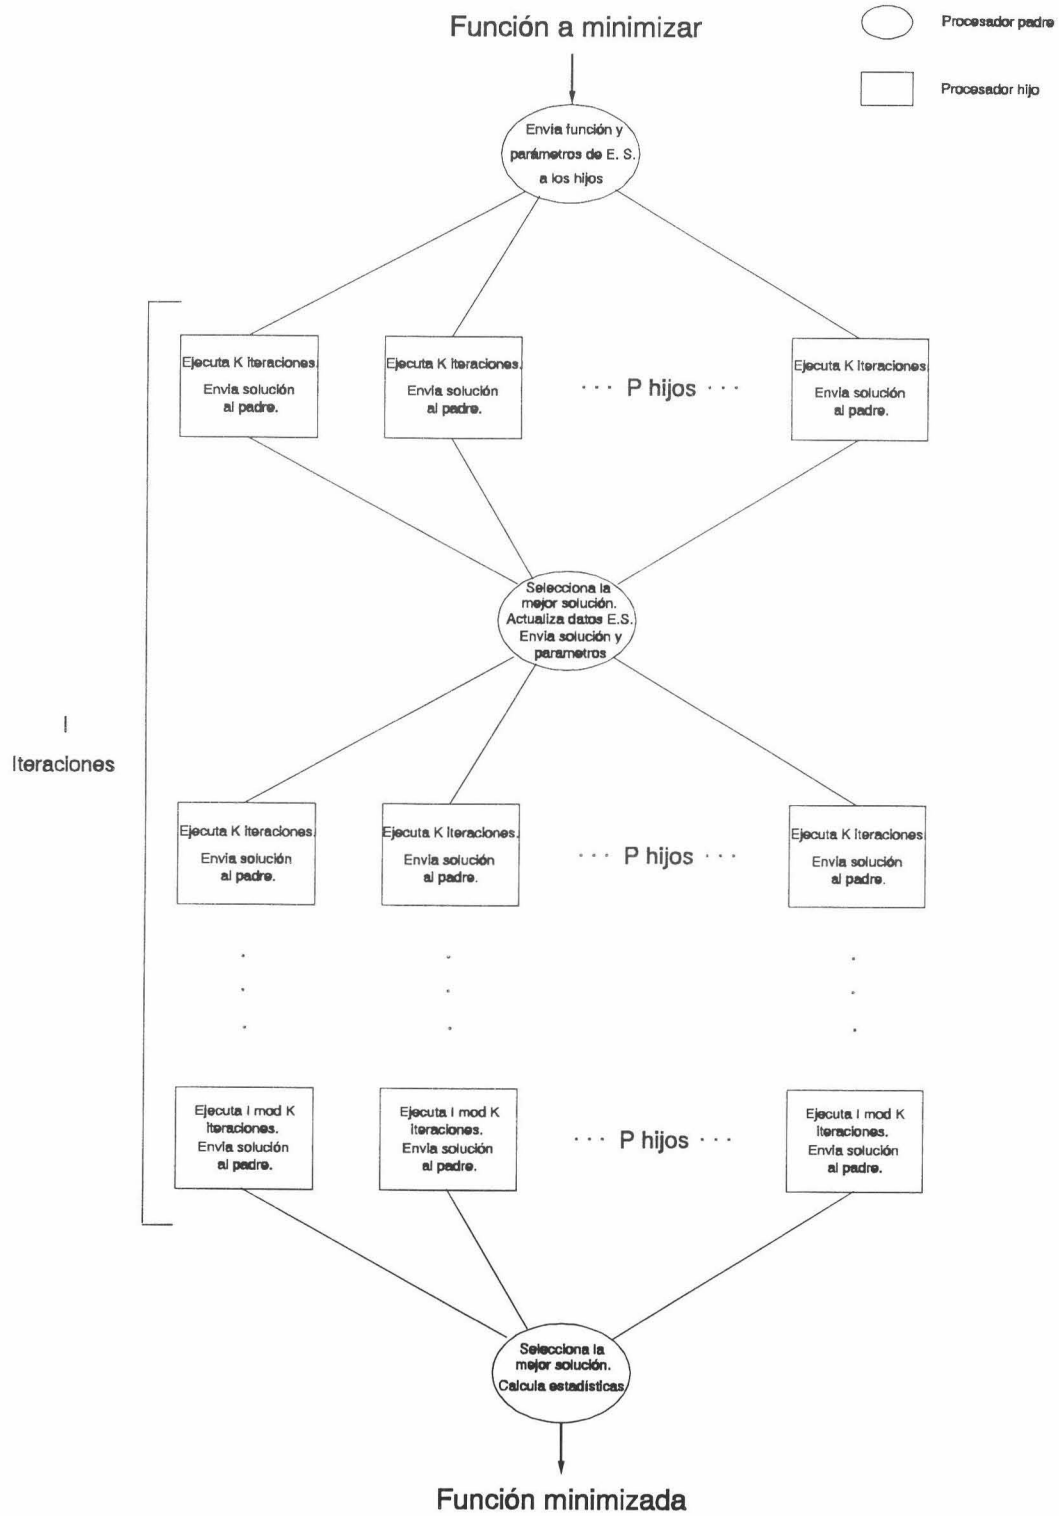 Función a minimizar
Procesador padre
Procesador hijo
Envía función y
parámetros de E. S.
a los hijos
Ejecuta K Iteraciones.
Envia solución
al padre.
Ejecuta K Iteraciones.
Envia solución
al padre.
··· P hijos ···
Ejecuta K Iteraciones
Envia solución
al padre.
Selecciona la
mejor solución.
Actualiza datos E.S.
Envía solución y
parametros
I
Iteraciones
Ejecuta K Iteraciones.
Envia solución
al padre.
Ejecuta K Iteraciones.
Envia solución
al padre.
··· P hijos ···
Ejecuta K Iteraciones
Envia solución
al padre.
Ejecuta I mod K
Iteraciones.
Envia solución
al padre.
Ejecuta I mod K
Iteraciones.
Envia solución
al padre.
··· P hijos ···
Ejecuta I mod K
Iteraciones.
Envia solución
al padre.
Selecciona la
mejor solución.
Calcula estadísticas
Función minimizada